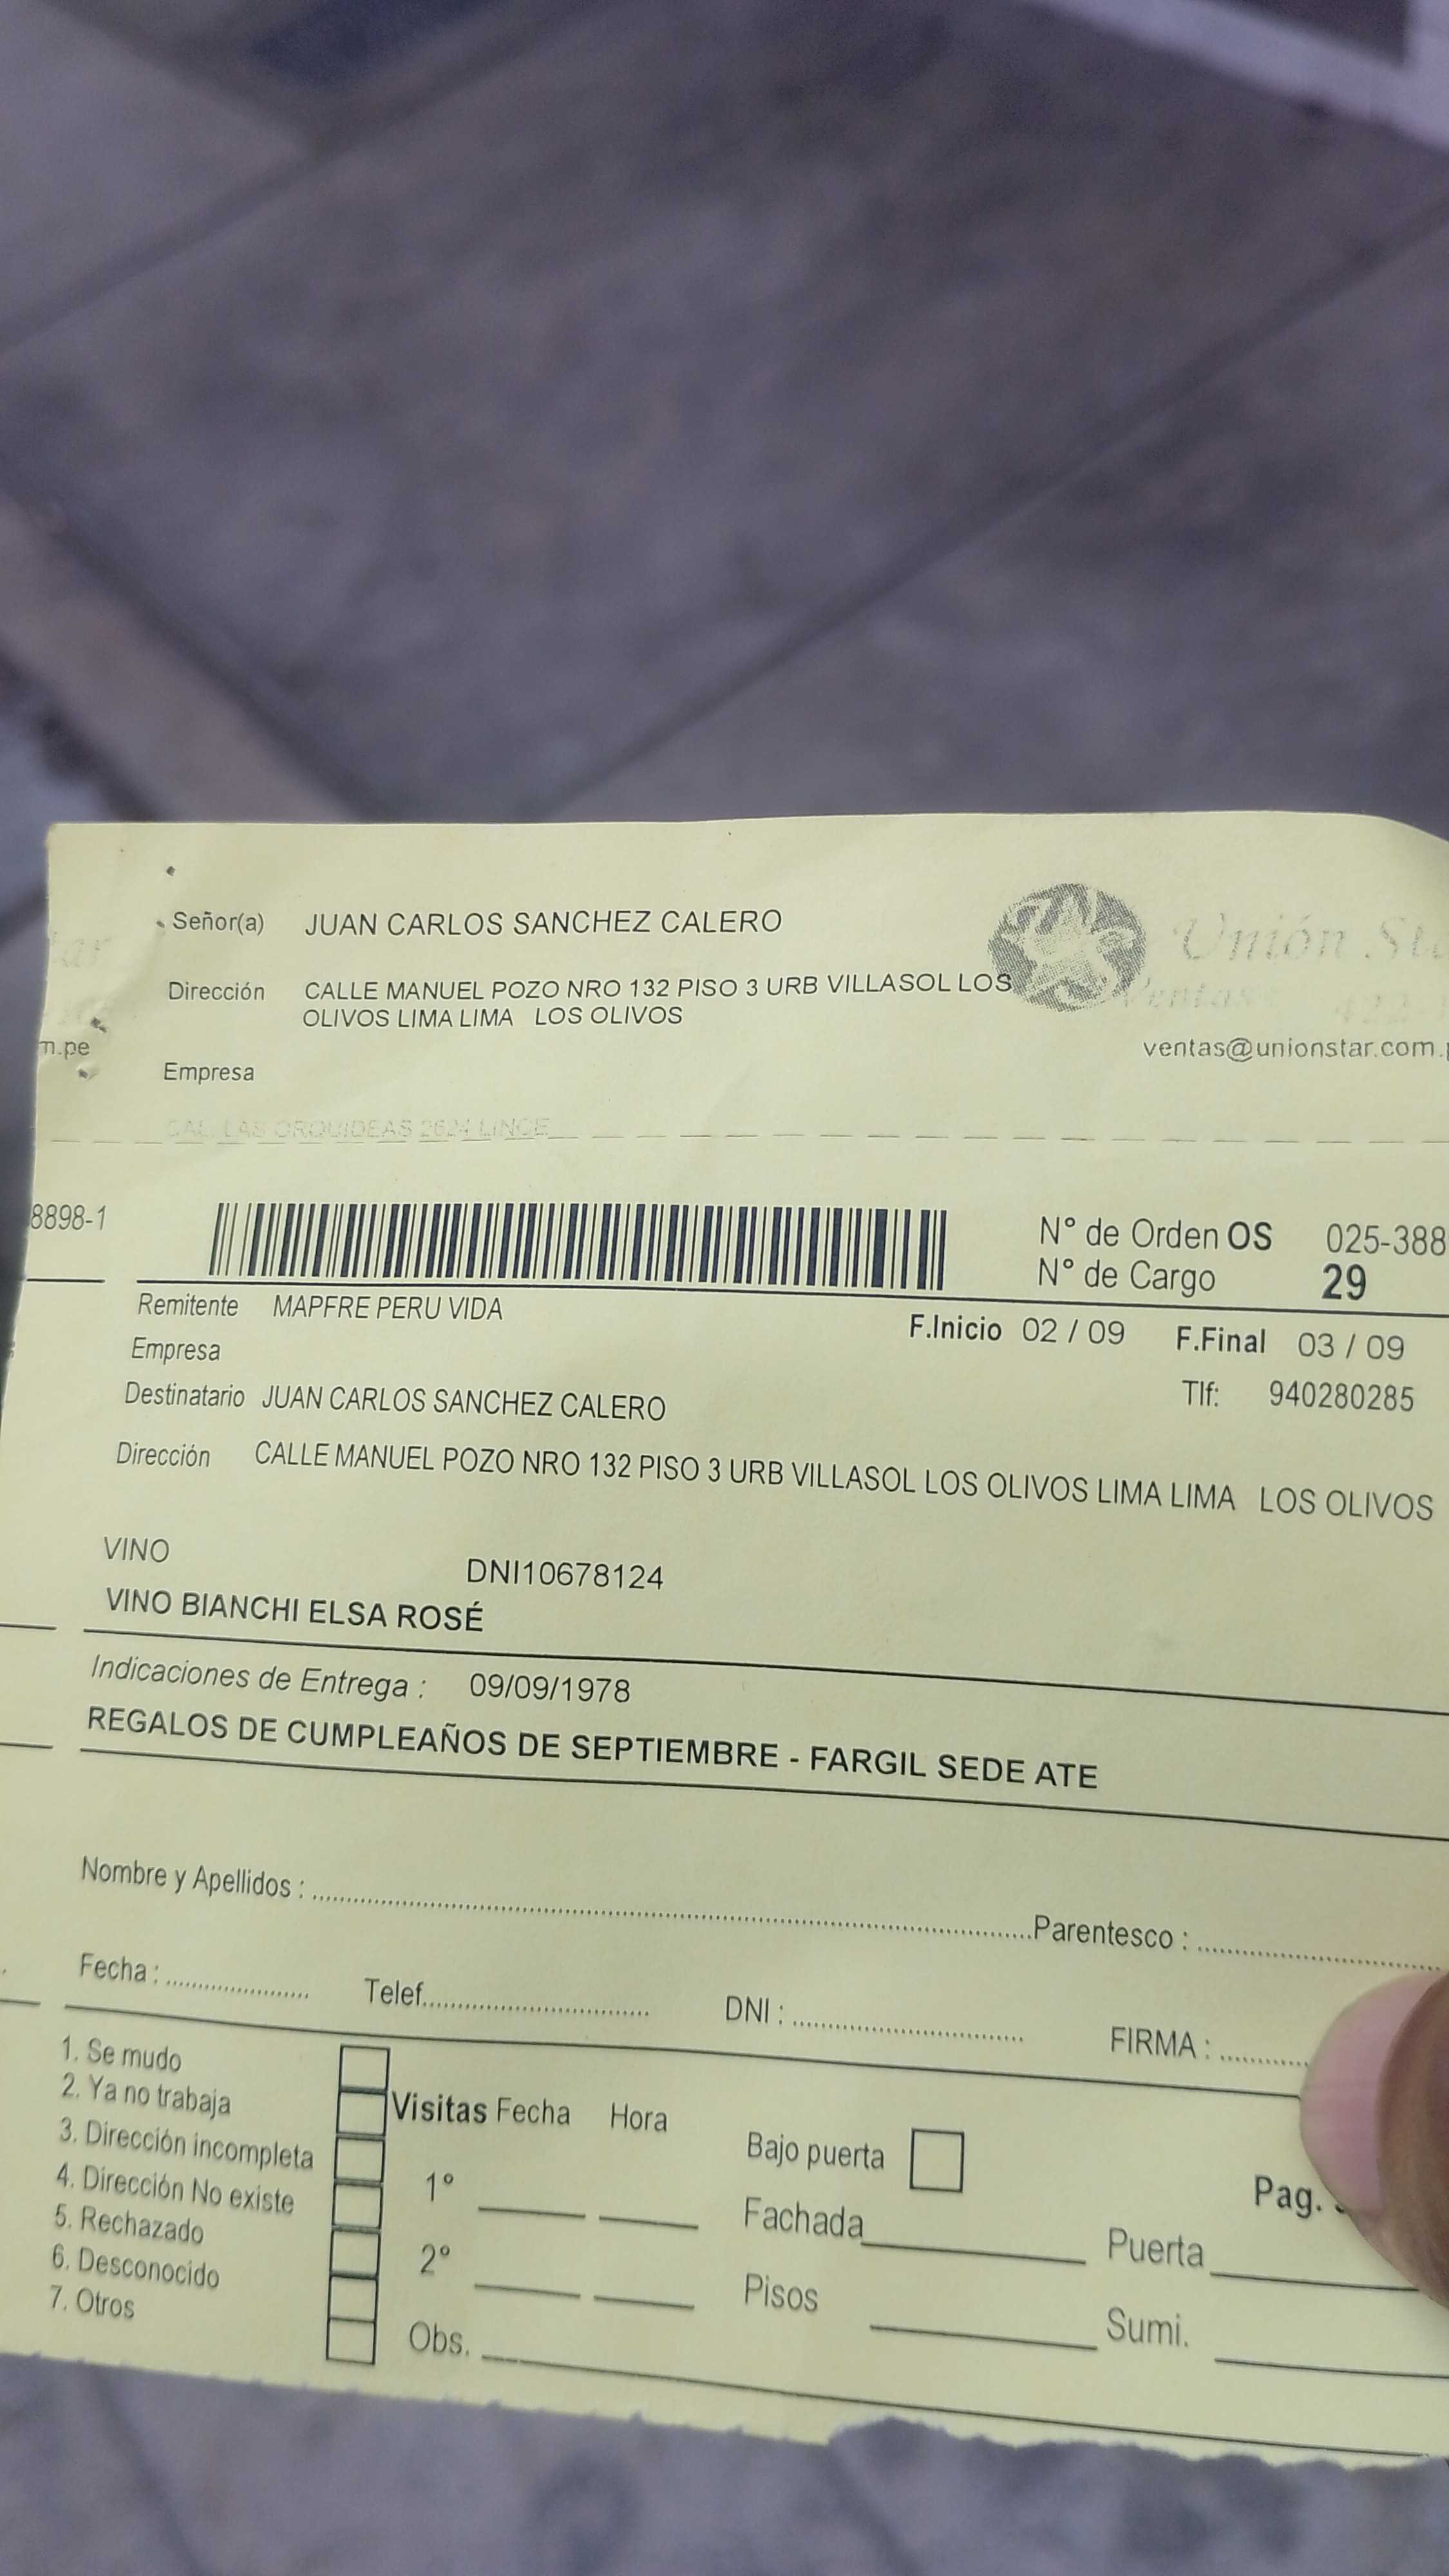 Señor(a) JUAN CARLOS SANCHEZ CALERO
Unión
Dirección CALLE MANUEL POZO NRO 132 PISO 3 URB VILLASOL LOS
OLIVOS LIMA LIMA LOS OLIVOS
Ventas
m.pe
ventas@unionstar.com.p
Empresa
CAL. LAS ORQUIDEAS 2624 LINCE
8898-1
N° de Orden OS 025-388
N° de Cargo 29
Remitente MAPFRE PERU VIDA
F.Inicio 02 / 09 F.Final 03 / 09
Empresa
Destinatario JUAN CARLOS SANCHEZ CALERO
Tlf: 940280285
Dirección CALLE MANUEL POZO NRO 132 PISO 3 URB VILLASOL LOS OLIVOS LIMA LIMA LOS OLIVOS
VINO DNI10678124
VINO BIANCHI ELSA ROSÉ
Indicaciones de Entrega : 09/09/1978
REGALOS DE CUMPLEAÑOS DE SEPTIEMBRE - FARGIL SEDE ATE
Nombre y Apellidos : Parentesco :
Fecha : Telef. DNI : FIRMA :
1. Se mudo
2. Ya no trabaja
3. Dirección incompleta
4. Dirección No existe
5. Rechazado
6. Desconocido
7. Otros
Visitas Fecha Hora
1°
2°
Obs.
Bajo puerta
Fachada
Pisos
Pag.
Puerta
Sumi.